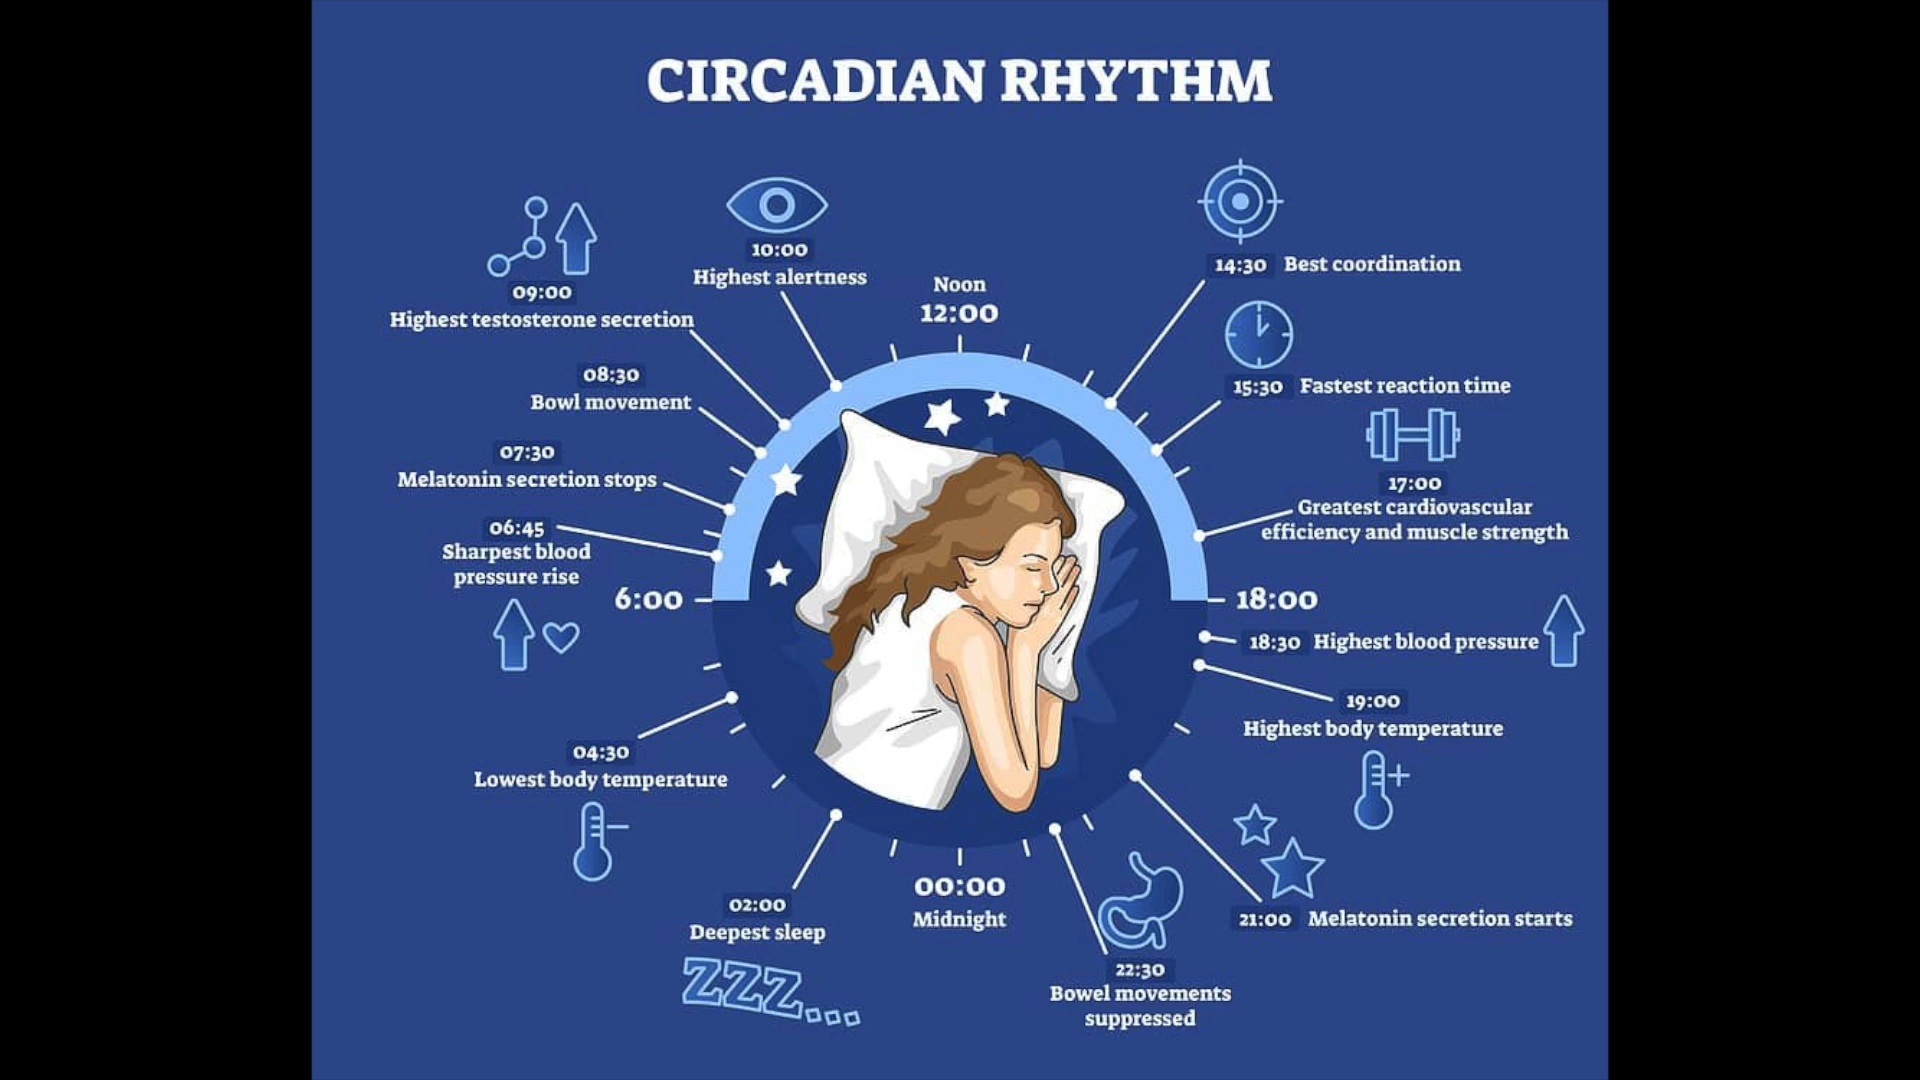 CIRCADIAN RHYTHM
10:00
Highest alertness
09:00
Highest testosterone secretion
08:30
Bowl movement
07:30
Melatonin secretion stops
06:45
Sharpest blood
pressure rise
6:00
04:30
Lowest body temperature
02:00
Deepest sleep
ZZZ...
Noon
12:00
14:30 Best coordination
15:30 Fastest reaction time
17:00
Greatest cardiovascular
efficiency and muscle strength
18:00
18:30 Highest blood pressure
19:00
Highest body temperature
21:00 Melatonin secretion starts
22:30
Bowel movements
suppressed
00:00
Midnight